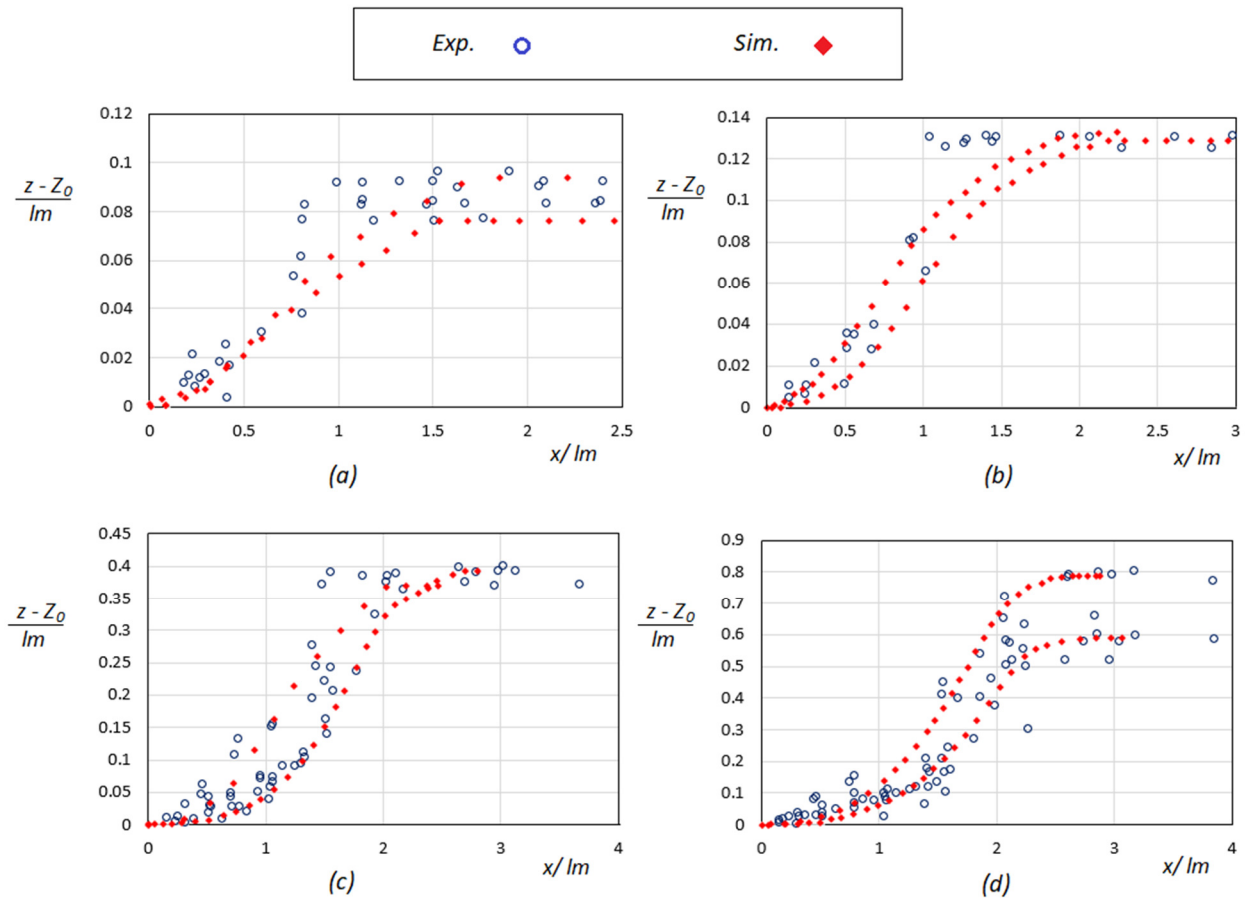 Exp. Sim.
0.12
0.1
0.08
0.06
0.04
0.02
0
z - Z0
lm
0 0.5 1 1.5 2 2.5
x/ lm
(a)
0.14
0.12
0.1
0.08
0.06
0.04
0.02
0
z - Z0
lm
0 0.5 1 1.5 2 2.5 3
x/ lm
(b)
0.45
0.4
0.35
0.3
0.25
0.2
0.15
0.1
0.05
0
z - Z0
lm
0 1 2 3 4
x/ lm
(c)
0.9
0.8
0.7
0.6
0.5
0.4
0.3
0.2
0.1
0
z - Z0
lm
0 1 2 3 4
x/ lm
(d)